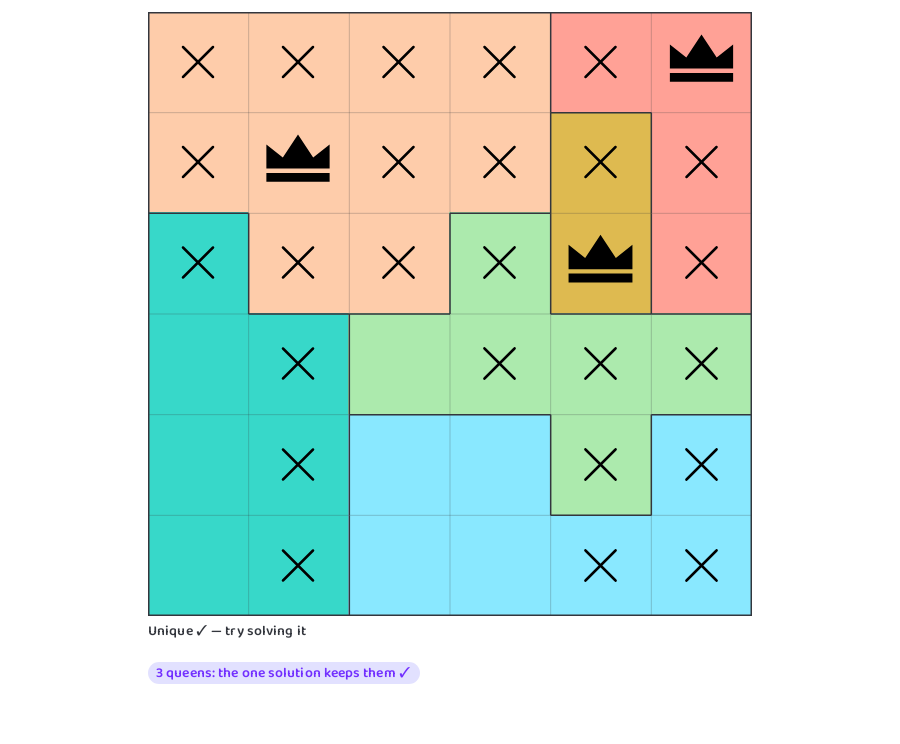 Unique ✓ — try solving it
3 queens: the one solution keeps them ✓